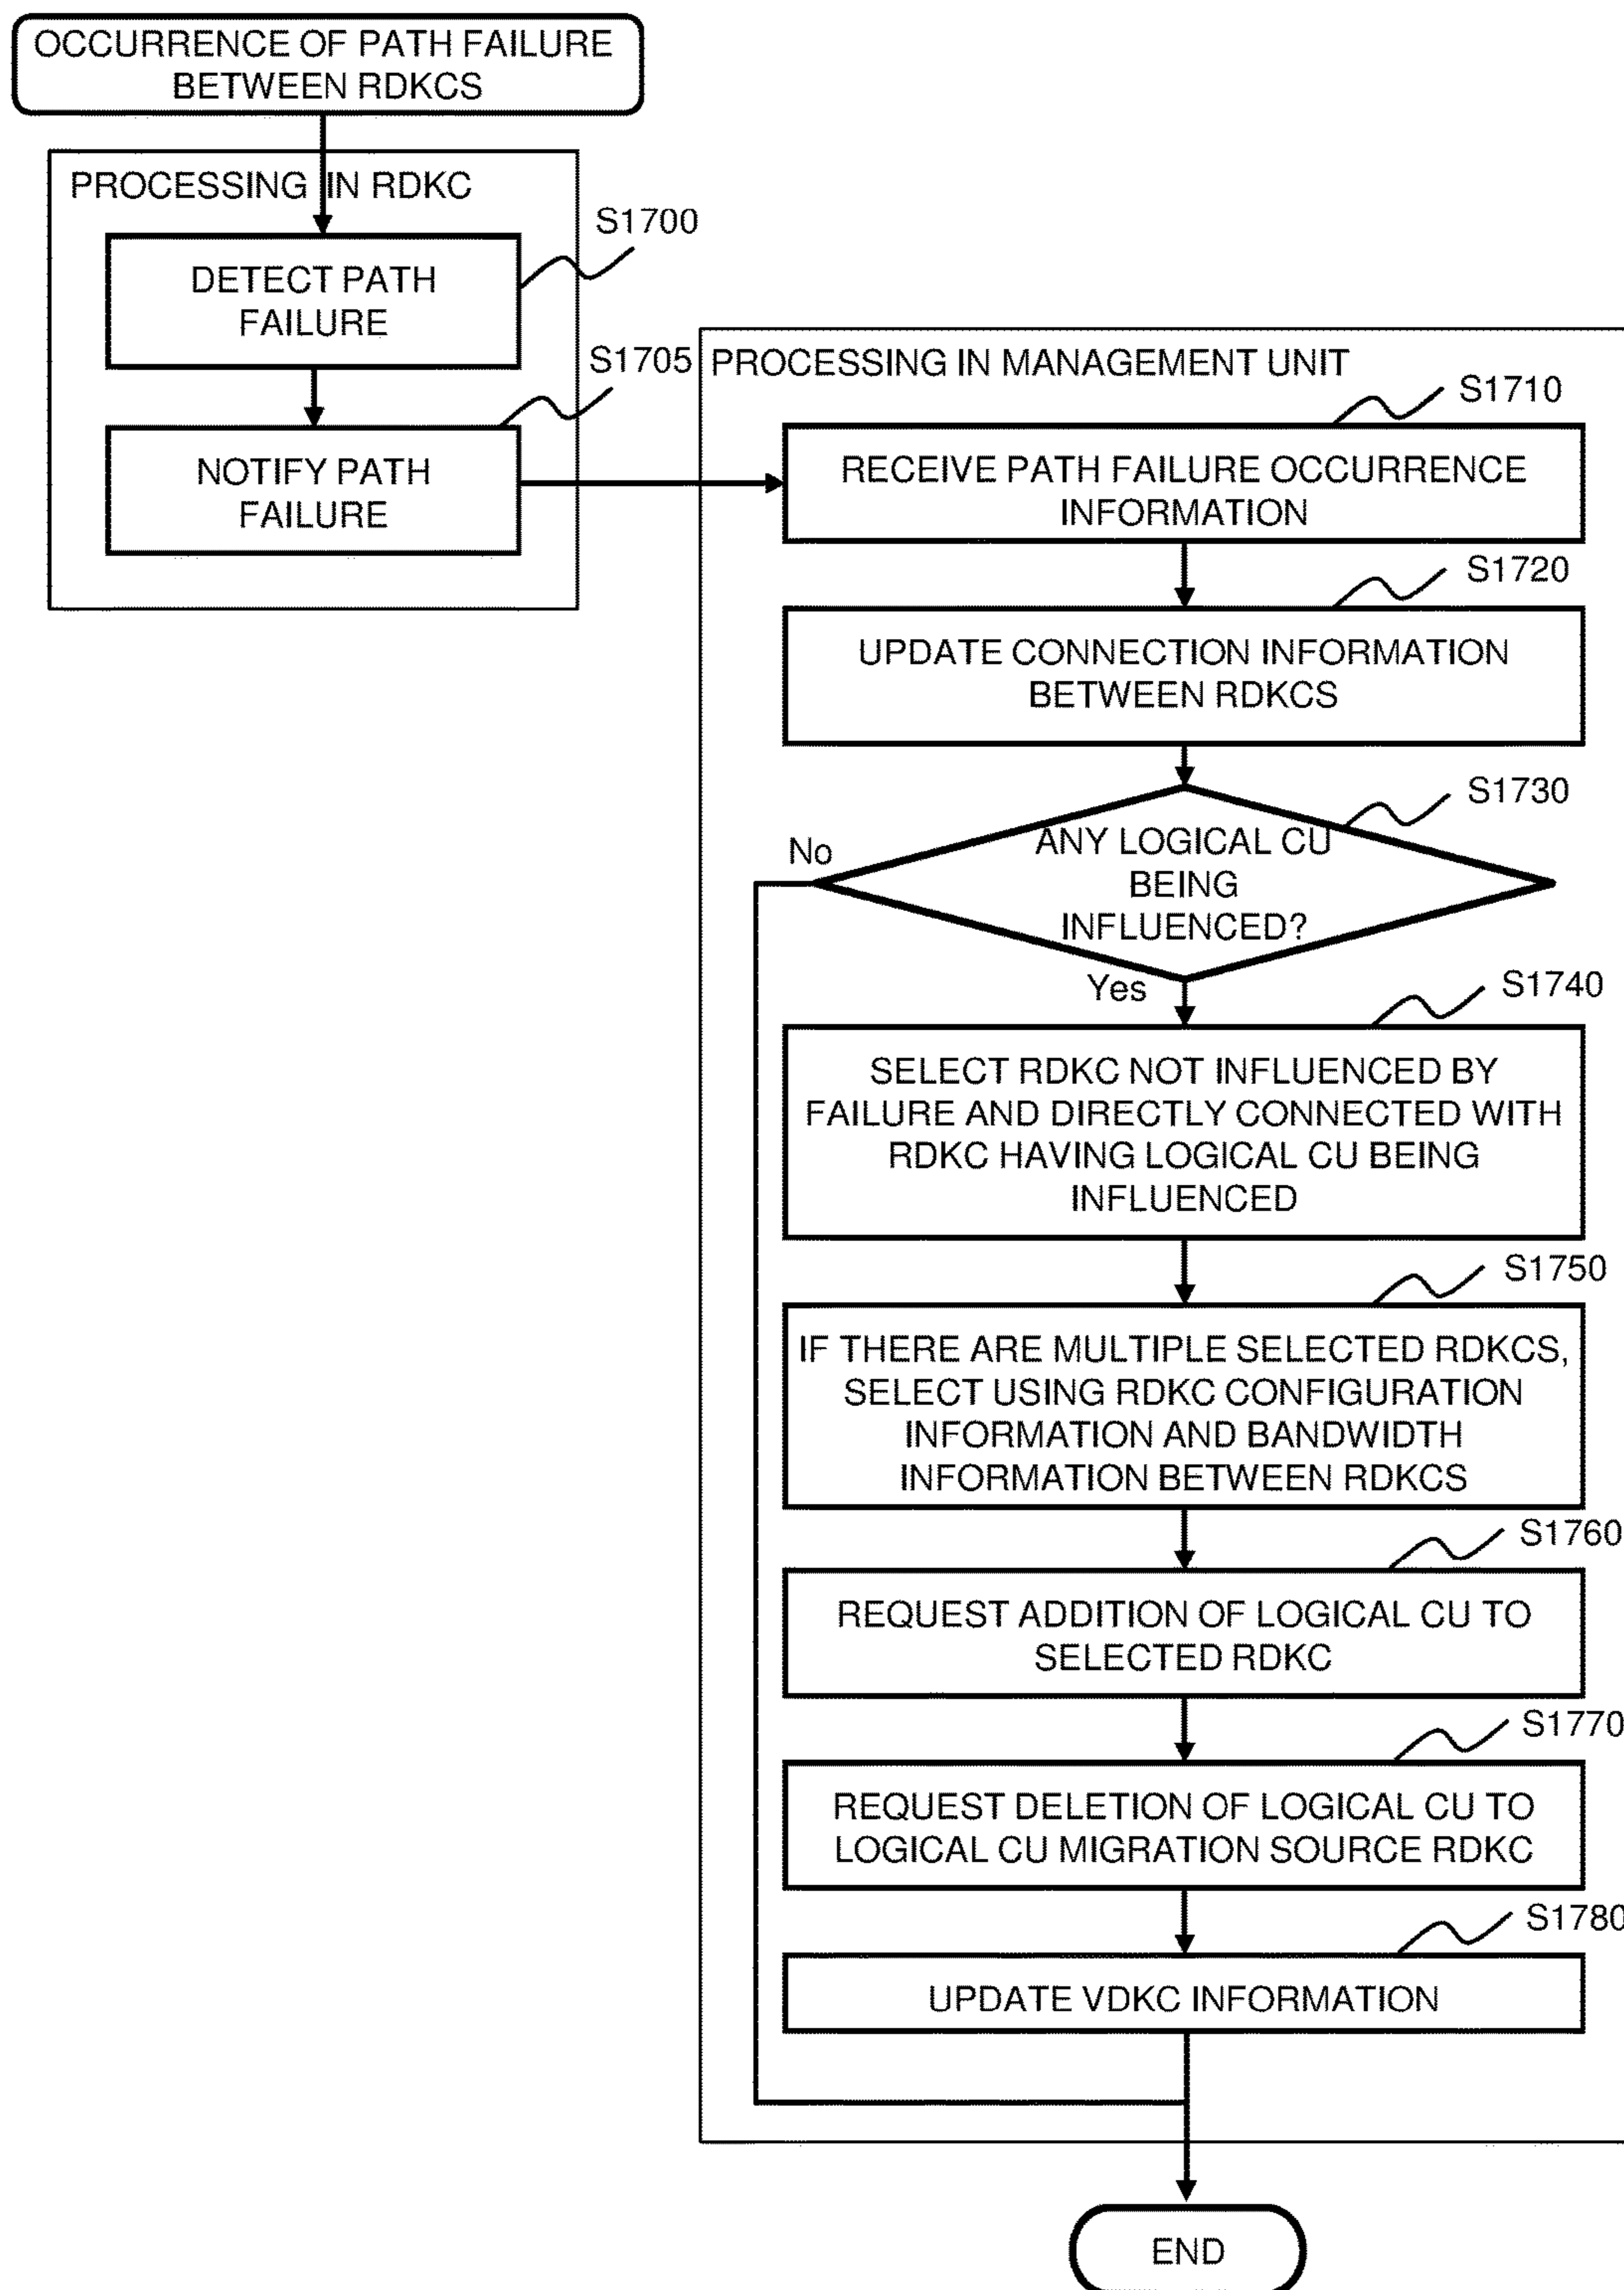 OCCURRENCE OF PATH FAILURE
BETWEEN RDKCS
PROCESSING IN RDKC
S1700
DETECT PATH
FAILURE
S1705
NOTIFY PATH
FAILURE
PROCESSING IN MANAGEMENT UNIT
S1710
RECEIVE PATH FAILURE OCCURRENCE
INFORMATION
S1720
UPDATE CONNECTION INFORMATION
BETWEEN RDKCS
S1730
No
ANY LOGICAL CU
BEING
INFLUENCED?
Yes
S1740
SELECT RDKC NOT INFLUENCED BY
FAILURE AND DIRECTLY CONNECTED WITH
RDKC HAVING LOGICAL CU BEING
INFLUENCED
S1750
IF THERE ARE MULTIPLE SELECTED RDKCS,
SELECT USING RDKC CONFIGURATION
INFORMATION AND BANDWIDTH
INFORMATION BETWEEN RDKCS
S1760
REQUEST ADDITION OF LOGICAL CU TO
SELECTED RDKC
S1770
REQUEST DELETION OF LOGICAL CU TO
LOGICAL CU MIGRATION SOURCE RDKC
S1780
UPDATE VDKC INFORMATION
END